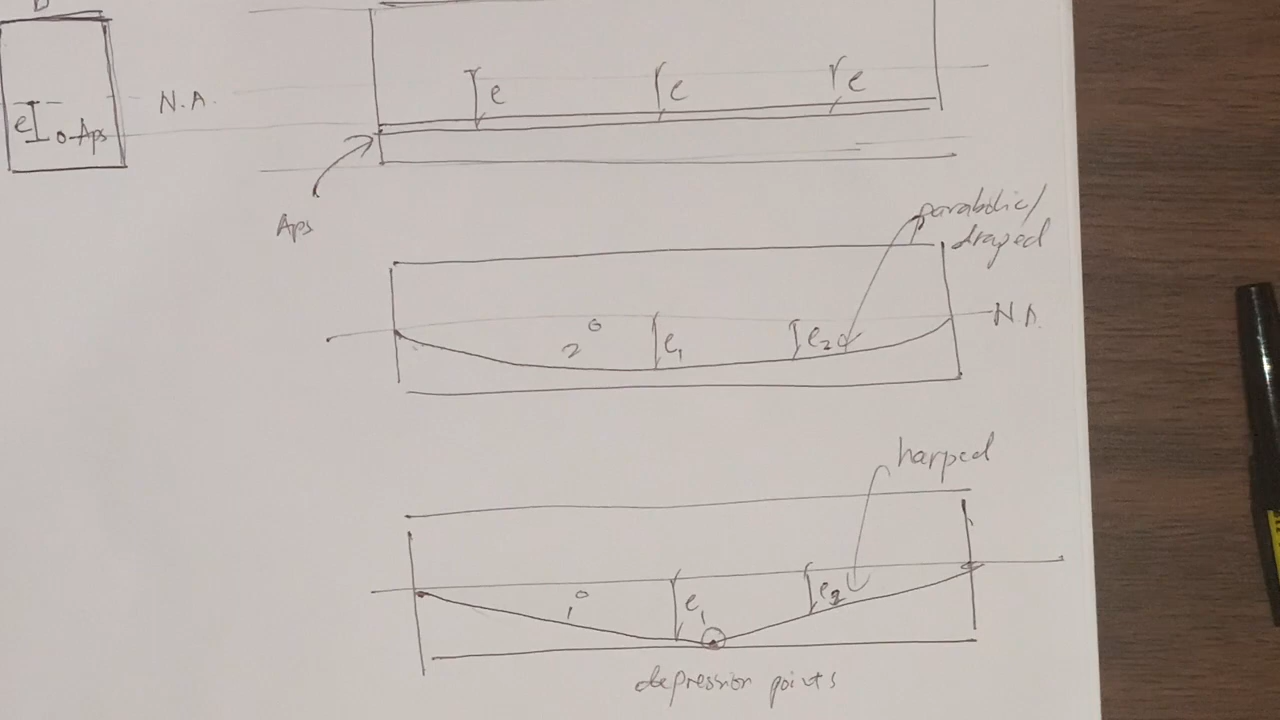 b
e o-Aps
N.A.
e
e
e
Aps
parabolic/
draped
2°
e₁
e₂
N.A.
harped
1°
e₁
e₂
depression points